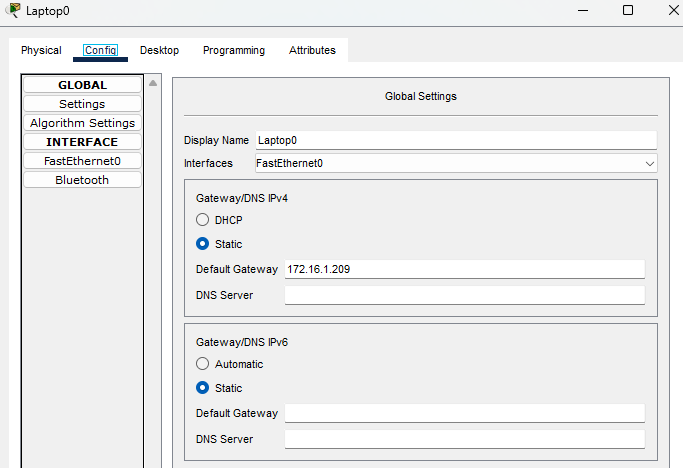 Laptop0
Physical Config Desktop Programming Attributes
GLOBAL
Settings
Algorithm Settings
INTERFACE
FastEthernet0
Bluetooth
Global Settings
Display Name Laptop0
Interfaces FastEthernet0
Gateway/DNS IPv4
DHCP
Static
Default Gateway 172.16.1.209
DNS Server
Gateway/DNS IPv6
Automatic
Static
Default Gateway
DNS Server